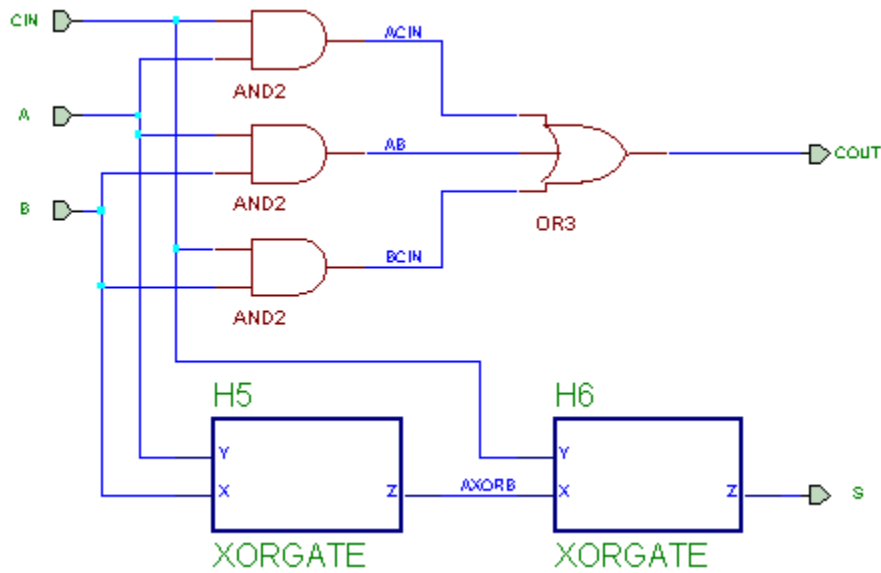 CIN
ACIN
AND2
A
AB
COUT
AND2
B
OR3
BCIN
AND2
H5
H6
Y
Y
X
Z
AXORB
X
Z
S
XORGATE
XORGATE